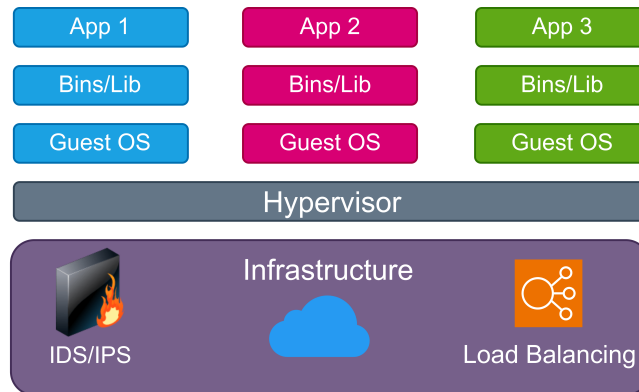 App 1
App 2
App 3
Bins/Lib
Bins/Lib
Bins/Lib
Guest OS
Guest OS
Guest OS
Hypervisor
Infrastructure
IDS/IPS
Load Balancing